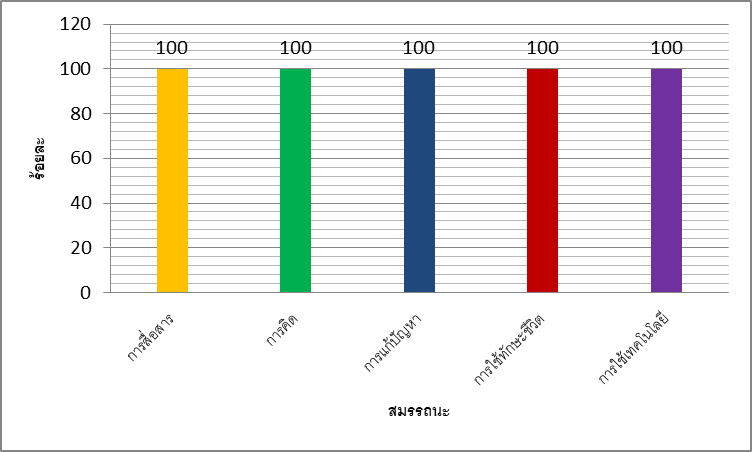 120
100
80
60
40
20
0
ร้อยละ
100 100 100 100 100
การสื่อสาร
การคิด
การแก้ปัญหา
การใช้ทักษะชีวิต
การใช้เทคโนโลยี
สมรรถนะ